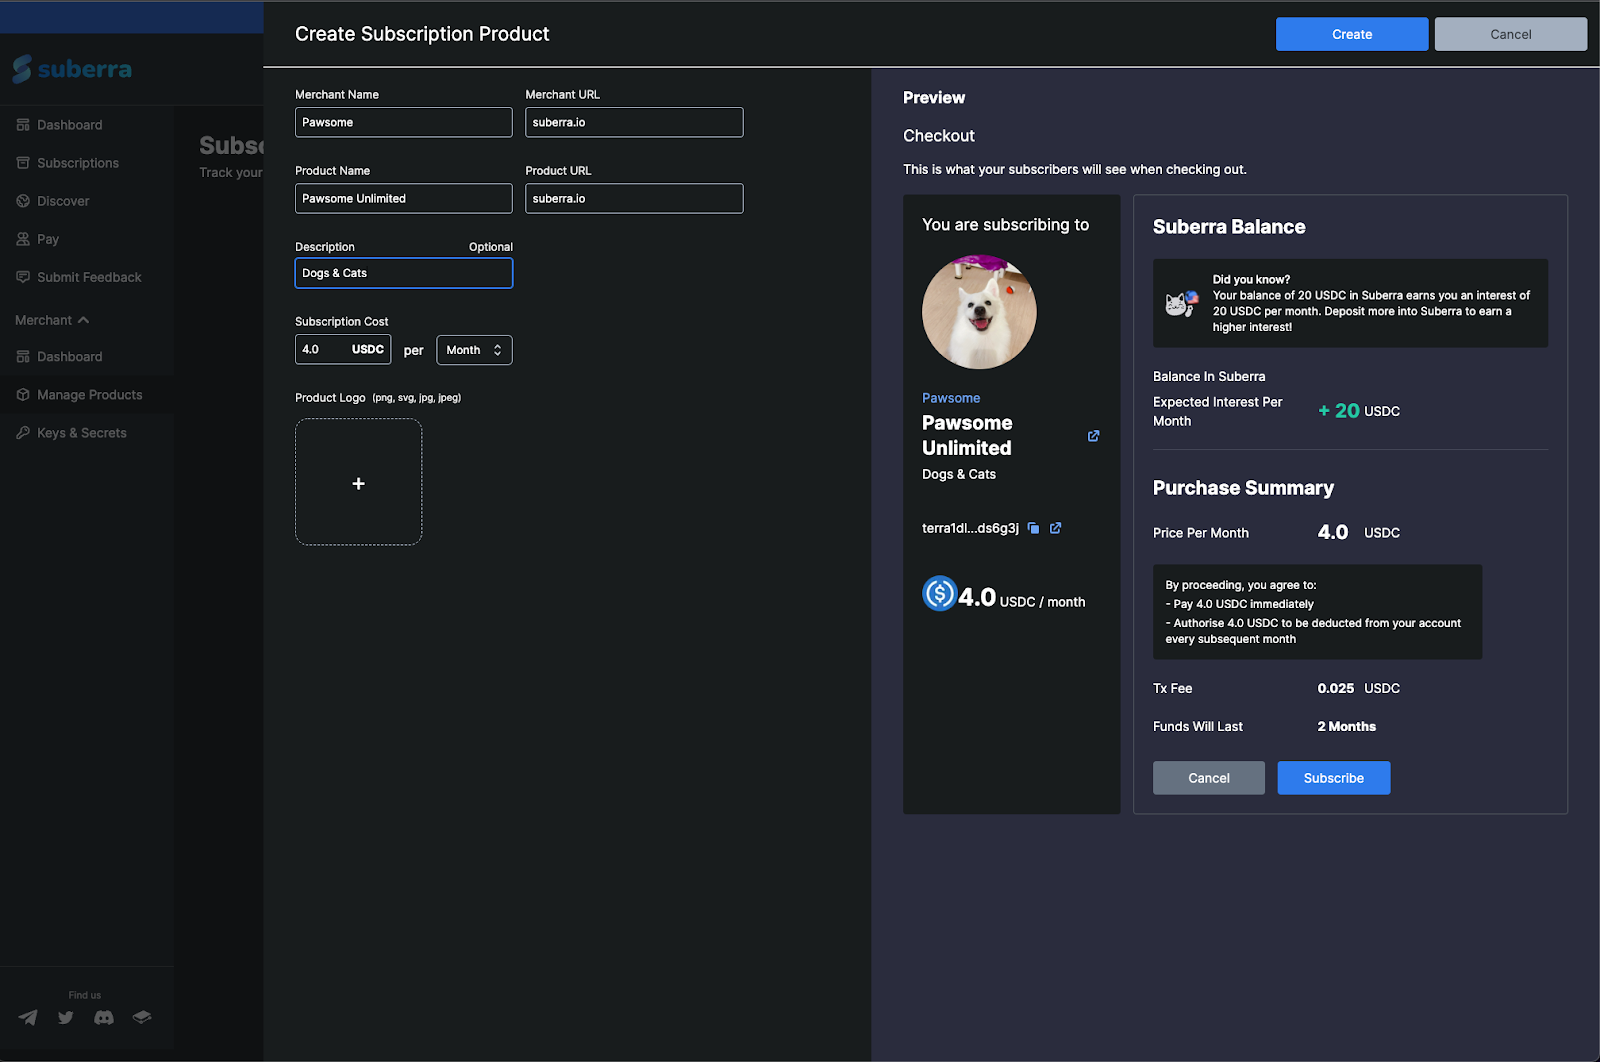 Create Subscription Product
Create
Cancel
suberra
Dashboard
Subscriptions
Discover
Pay
Submit Feedback
Merchant
Dashboard
Manage Products
Keys & Secrets
Find us
Subsc
Track your
Merchant Name
Merchant URL
Pawsome
suberra.io
Product Name
Product URL
Pawsome Unlimited
suberra.io
Description
Optional
Dogs & Cats
Subscription Cost
4.0 USDC per Month
Product Logo (png, svg, jpg, jpeg)
+
Preview
Checkout
This is what your subscribers will see when checking out.
You are subscribing to
Pawsome
Pawsome
Unlimited
Dogs & Cats
terra1dl...ds6g3j
4.0 USDC / month
Suberra Balance
Did you know?
Your balance of 20 USDC in Suberra earns you an interest of
20 USDC per month. Deposit more into Suberra to earn a
higher interest!
Balance In Suberra
Expected Interest Per
Month
+ 20 USDC
Purchase Summary
Price Per Month
4.0 USDC
By proceeding, you agree to:
- Pay 4.0 USDC immediately
- Authorise 4.0 USDC to be deducted from your account
every subsequent month
Tx Fee
0.025 USDC
Funds Will Last
2 Months
Cancel
Subscribe